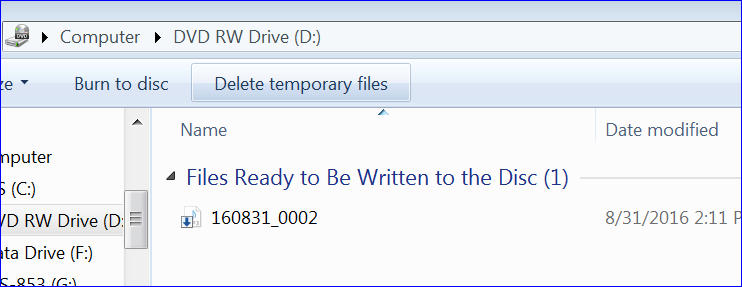 Computer DVD RW Drive (D:)
ze Burn to disc Delete temporary files
Name Date modified
omputer
Files Ready to Be Written to the Disc (1)
S (C:)
160831_0002 8/31/2016 2:11 P
VD RW Drive (D:
ata Drive (F:)
S-853 (G:)